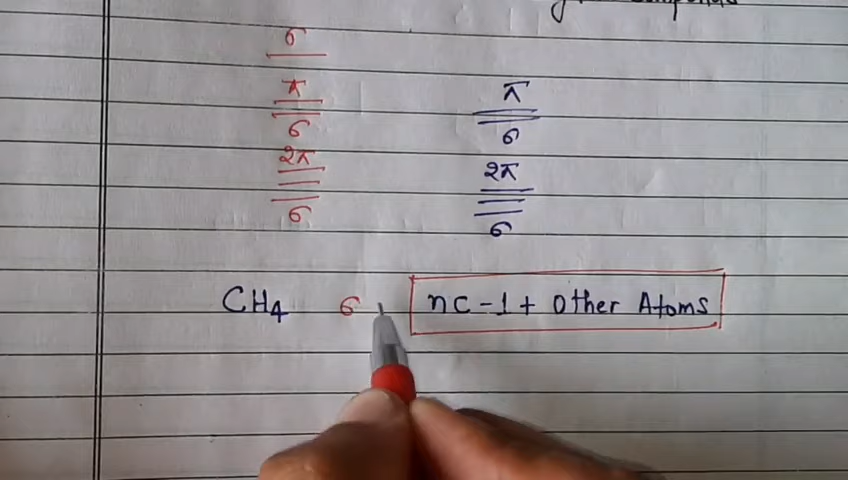 σ
π π
σ σ
2π 2π
σ σ
CH4 σ nC-1 + Other Atoms